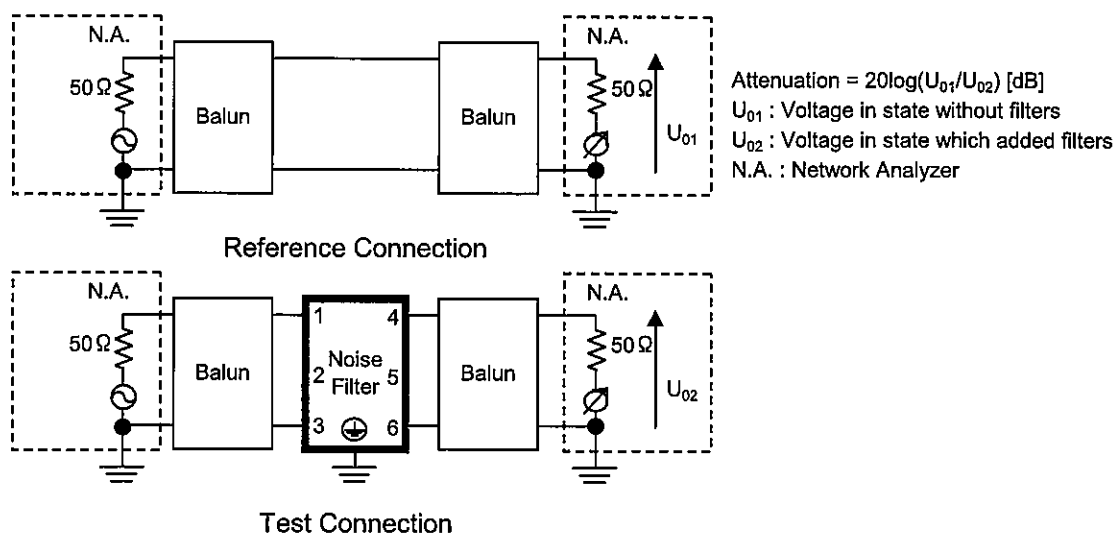 N.A.
50Ω
Balun
Balun
N.A.
50Ω
U01
Attenuation = 20log(U01/U02) [dB]
U01 : Voltage in state without filters
U02 : Voltage in state which added filters
N.A. : Network Analyzer
Reference Connection
N.A.
50Ω
Balun
1 4
2 Noise Filter 5
3 6
Balun
N.A.
50Ω
U02
Test Connection